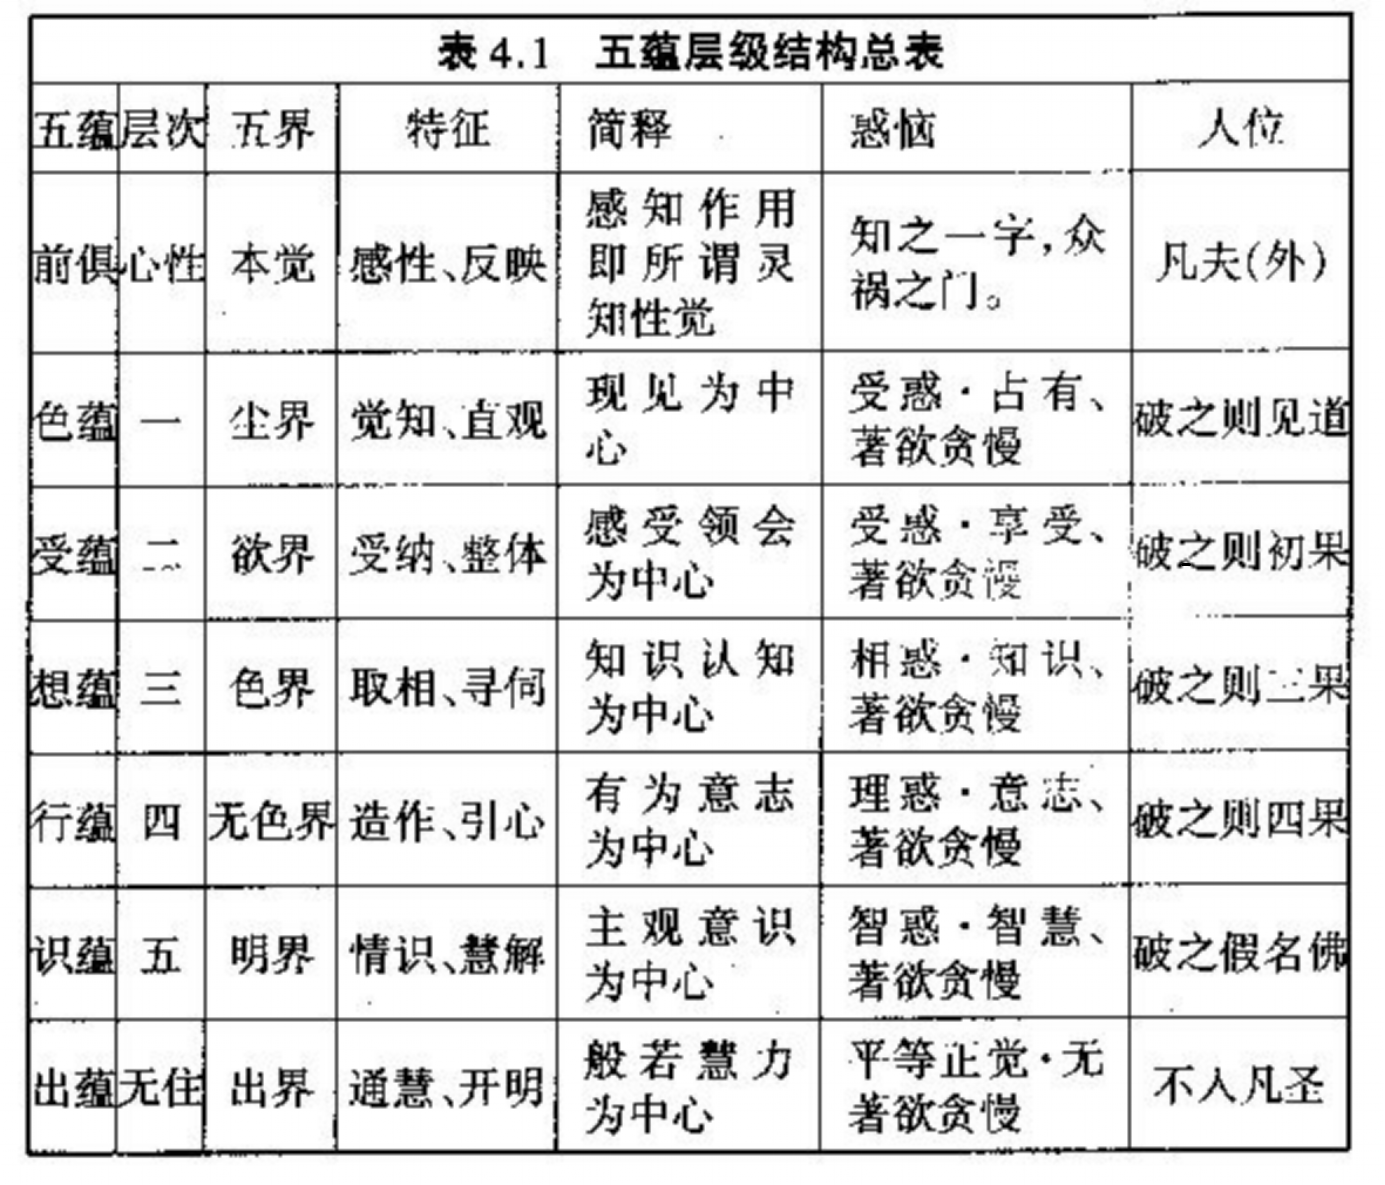 表4.1 五蕴层级结构总表
五蕴 层次 五界 特征 简释 惑恼 人位
前俱 心性 本觉 感性、反映
感知作用
即所谓灵
知性觉
知之一字,众
祸之门。
凡夫(外)
色蕴 一 尘界 觉知、直观
现见为中
心
受惑·占有、
著欲贪慢
破之则见道
受蕴 二 欲界 受纳、整体
感受领会
为中心
受惑·享受、
著欲贪慢
破之则初果
想蕴 三 色界 取相、寻伺
知识认知
为中心
相惑·知识、
著欲贪慢
破之则果
行蕴 四 无色界 造作、引心
有为意志
为中心
理惑·意志、
著欲贪慢
破之则四果
识蕴 五 明界 情识、慧解
主观意识
为中心
智惑·智慧、
著欲贪慢
破之假名佛
出蕴 无住 出界 通慧、开明
般若慧力
为中心
平等正觉·无
著欲贪慢
不入凡圣